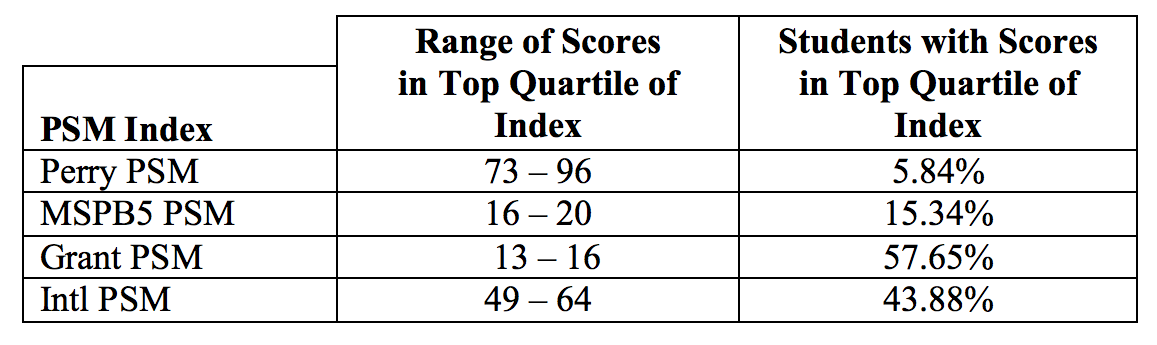 PSM Index Range of Scores in Top Quartile of Index Students with Scores in Top Quartile of Index
Perry PSM 73 – 96 5.84%
MSPB5 PSM 16 – 20 15.34%
Grant PSM 13 – 16 57.65%
Intl PSM 49 – 64 43.88%